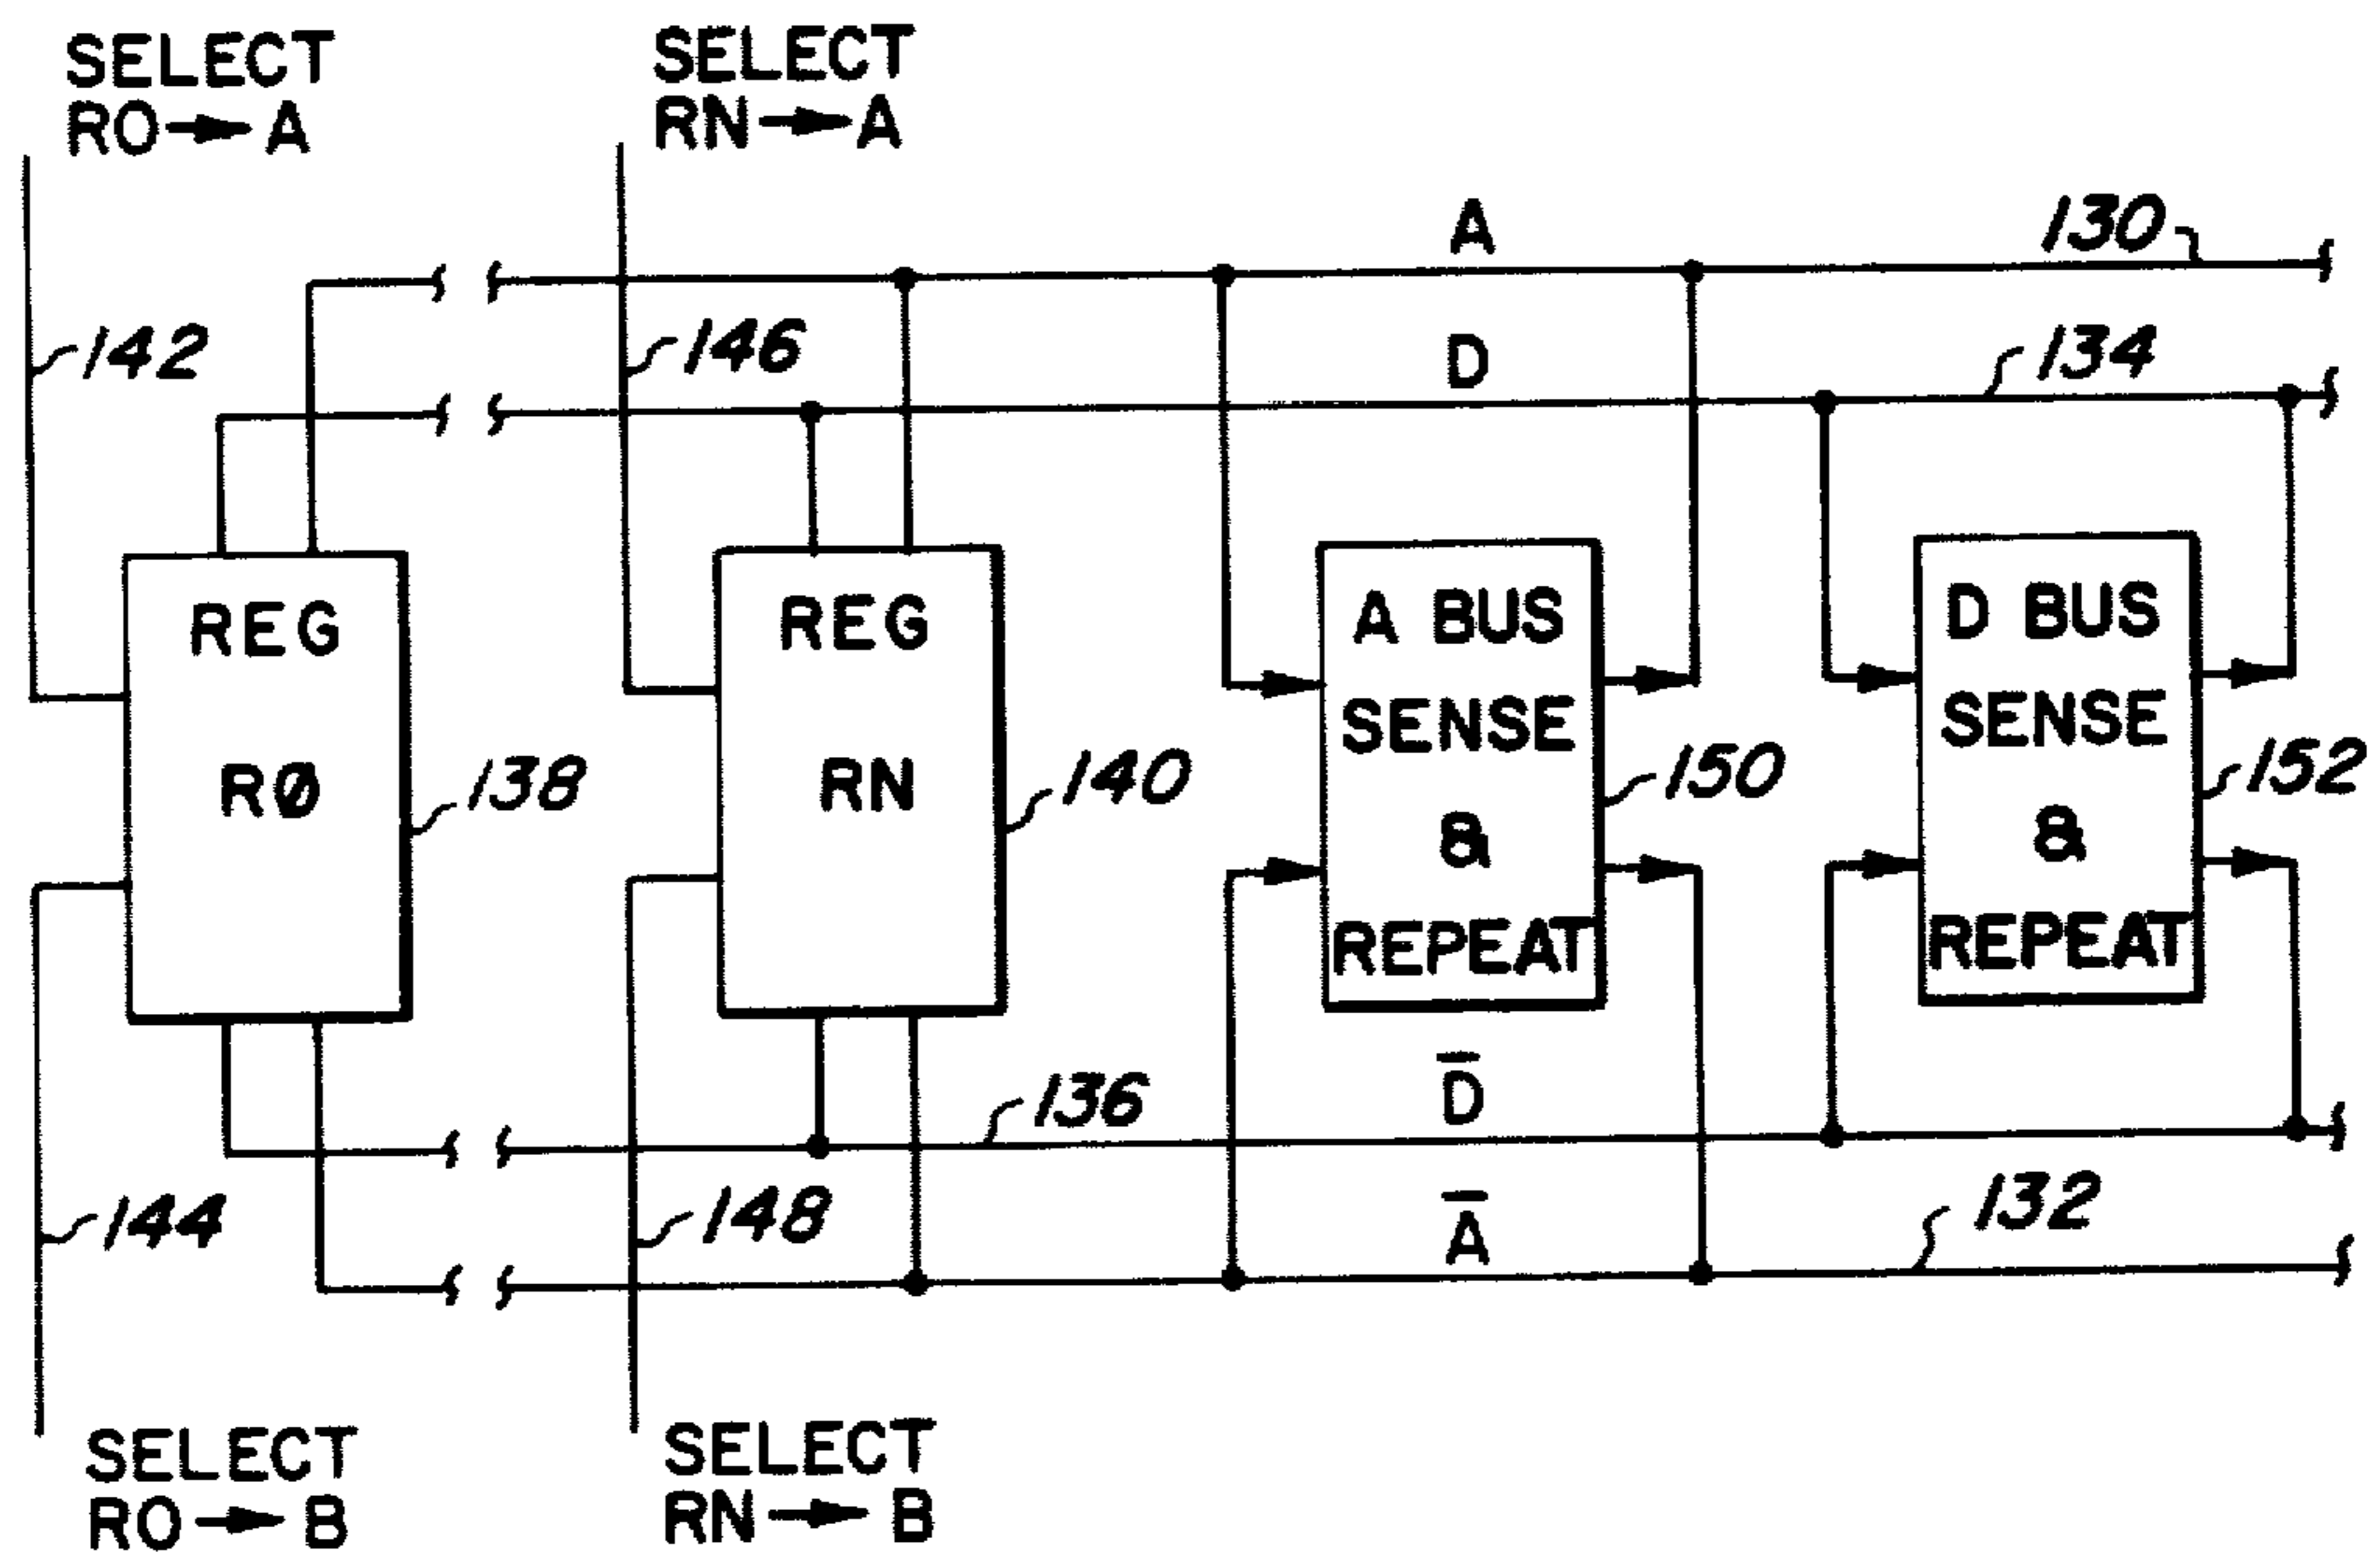 SELECT
RO → A
SELECT
RN → A
A
130
142
146
D
134
REG
RØ
138
REG
RN
140
A BUS
SENSE
&
REPEAT
150
D BUS
SENSE
&
REPEAT
152
136
D̅
144
148
A̅
132
SELECT
RO → B
SELECT
RN → B